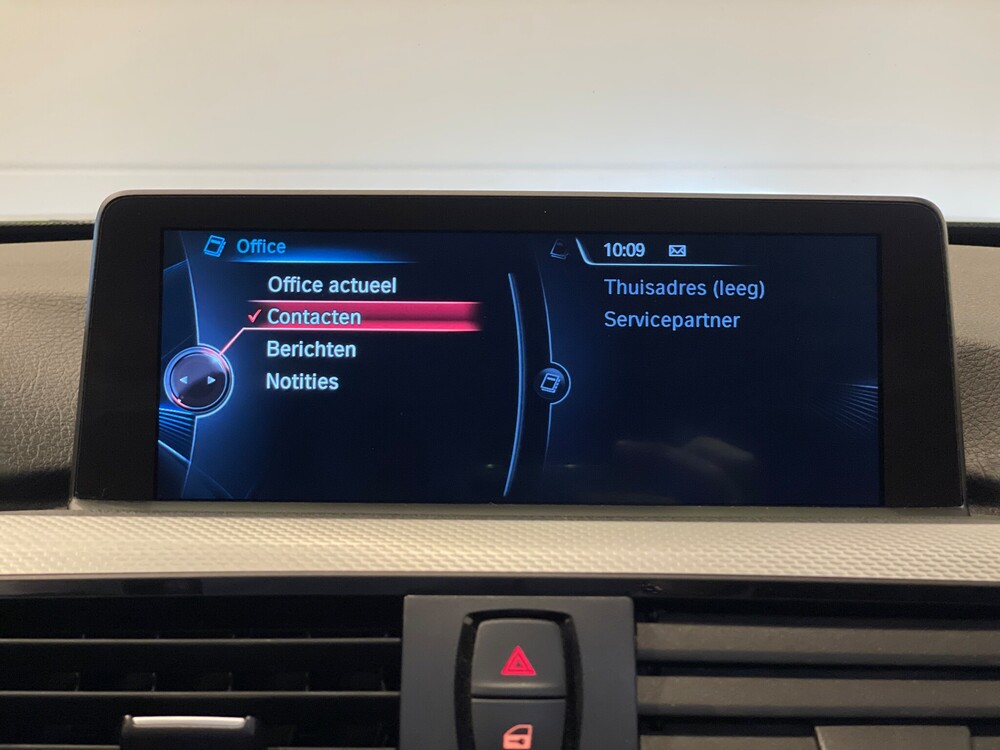 Office
Office actueel
Contacten
Berichten
Notities
10:09
Thuisadres (leeg)
Servicepartner